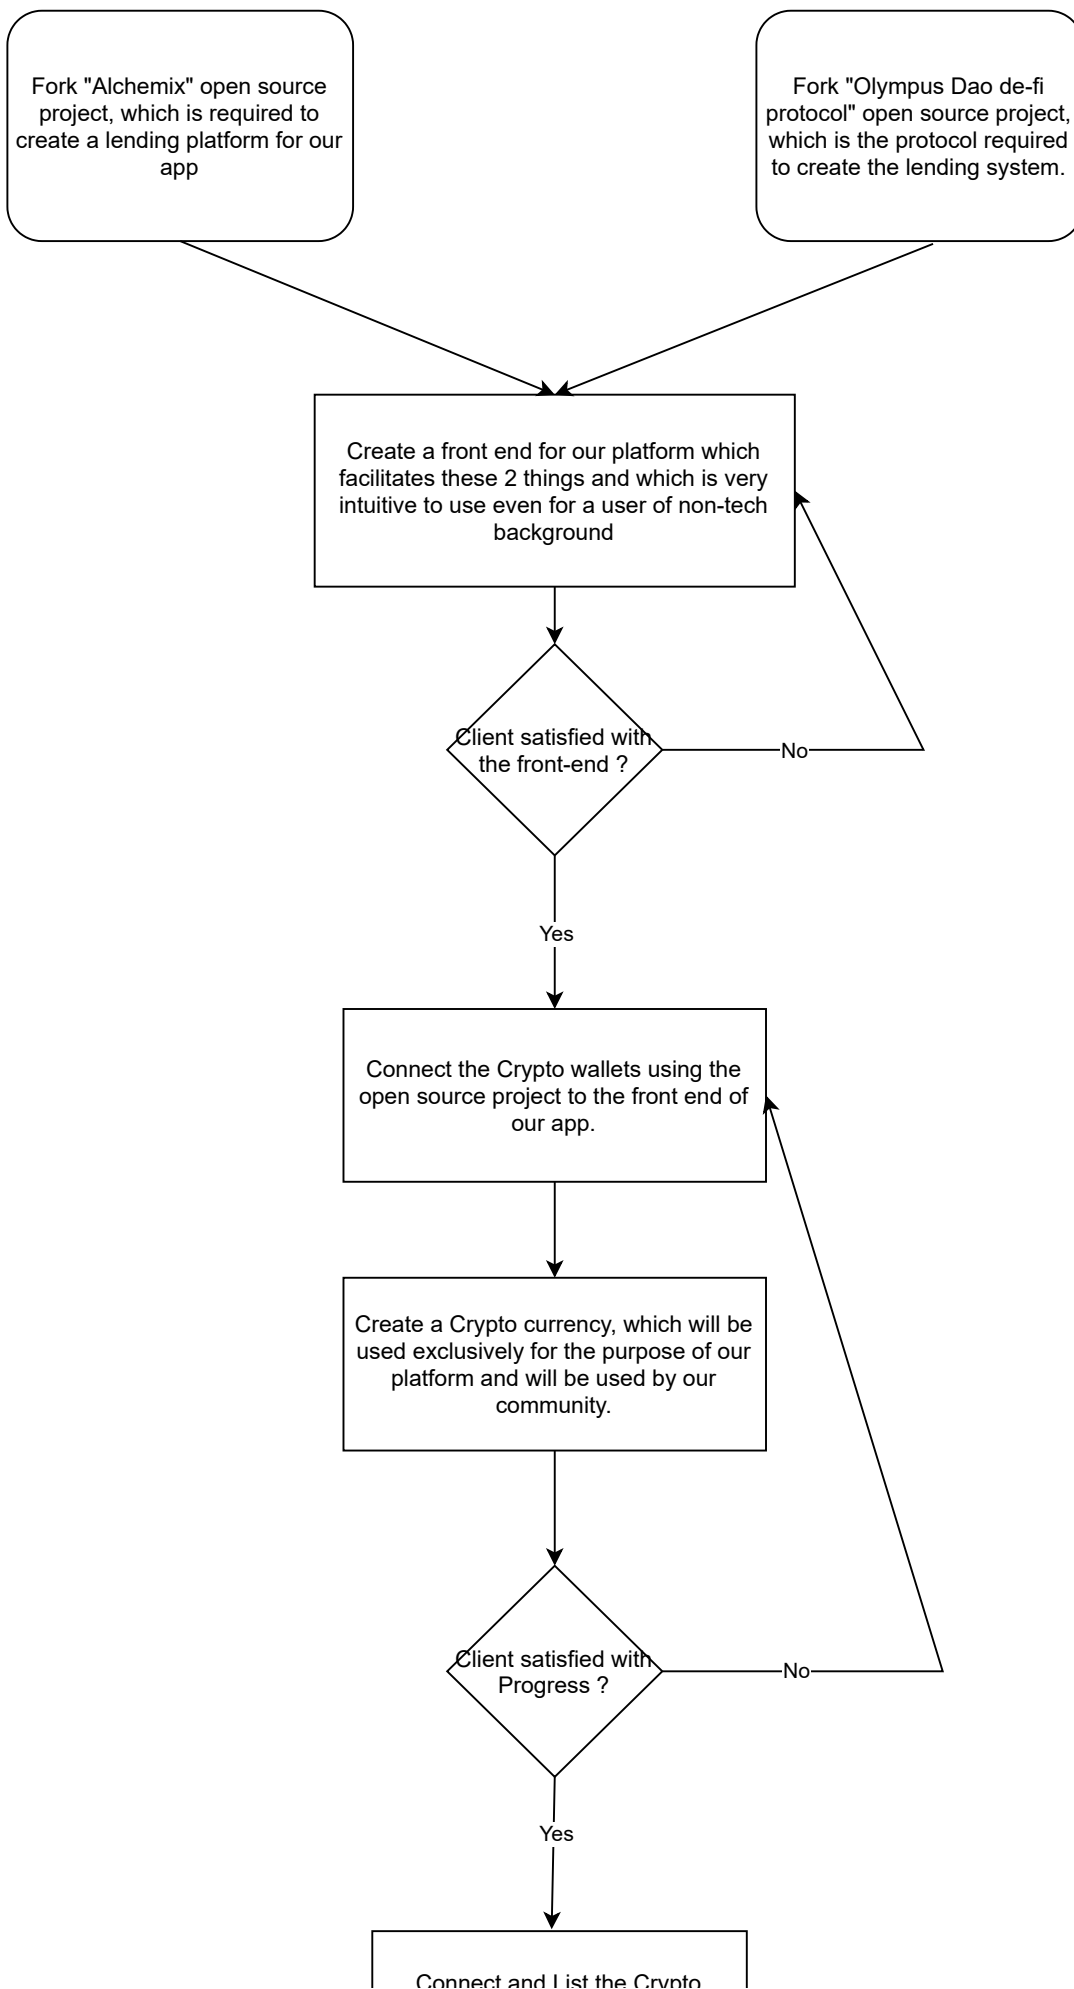 Fork "Alchemix" open source
project, which is required to
create a lending platform for our
app
Fork "Olympus Dao de-fi
protocol" open source project,
which is the protocol required
to create the lending system.
Create a front end for our platform which
facilitates these 2 things and which is very
intuitive to use even for a user of non-tech
background
Client satisfied with
the front-end ?
No
Yes
Connect the Crypto wallets using the
open source project to the front end of
our app.
Create a Crypto currency, which will be
used exclusively for the purpose of our
platform and will be used by our
community.
Client satisfied with
Progress ?
No
Yes
Connect and List the Crypto